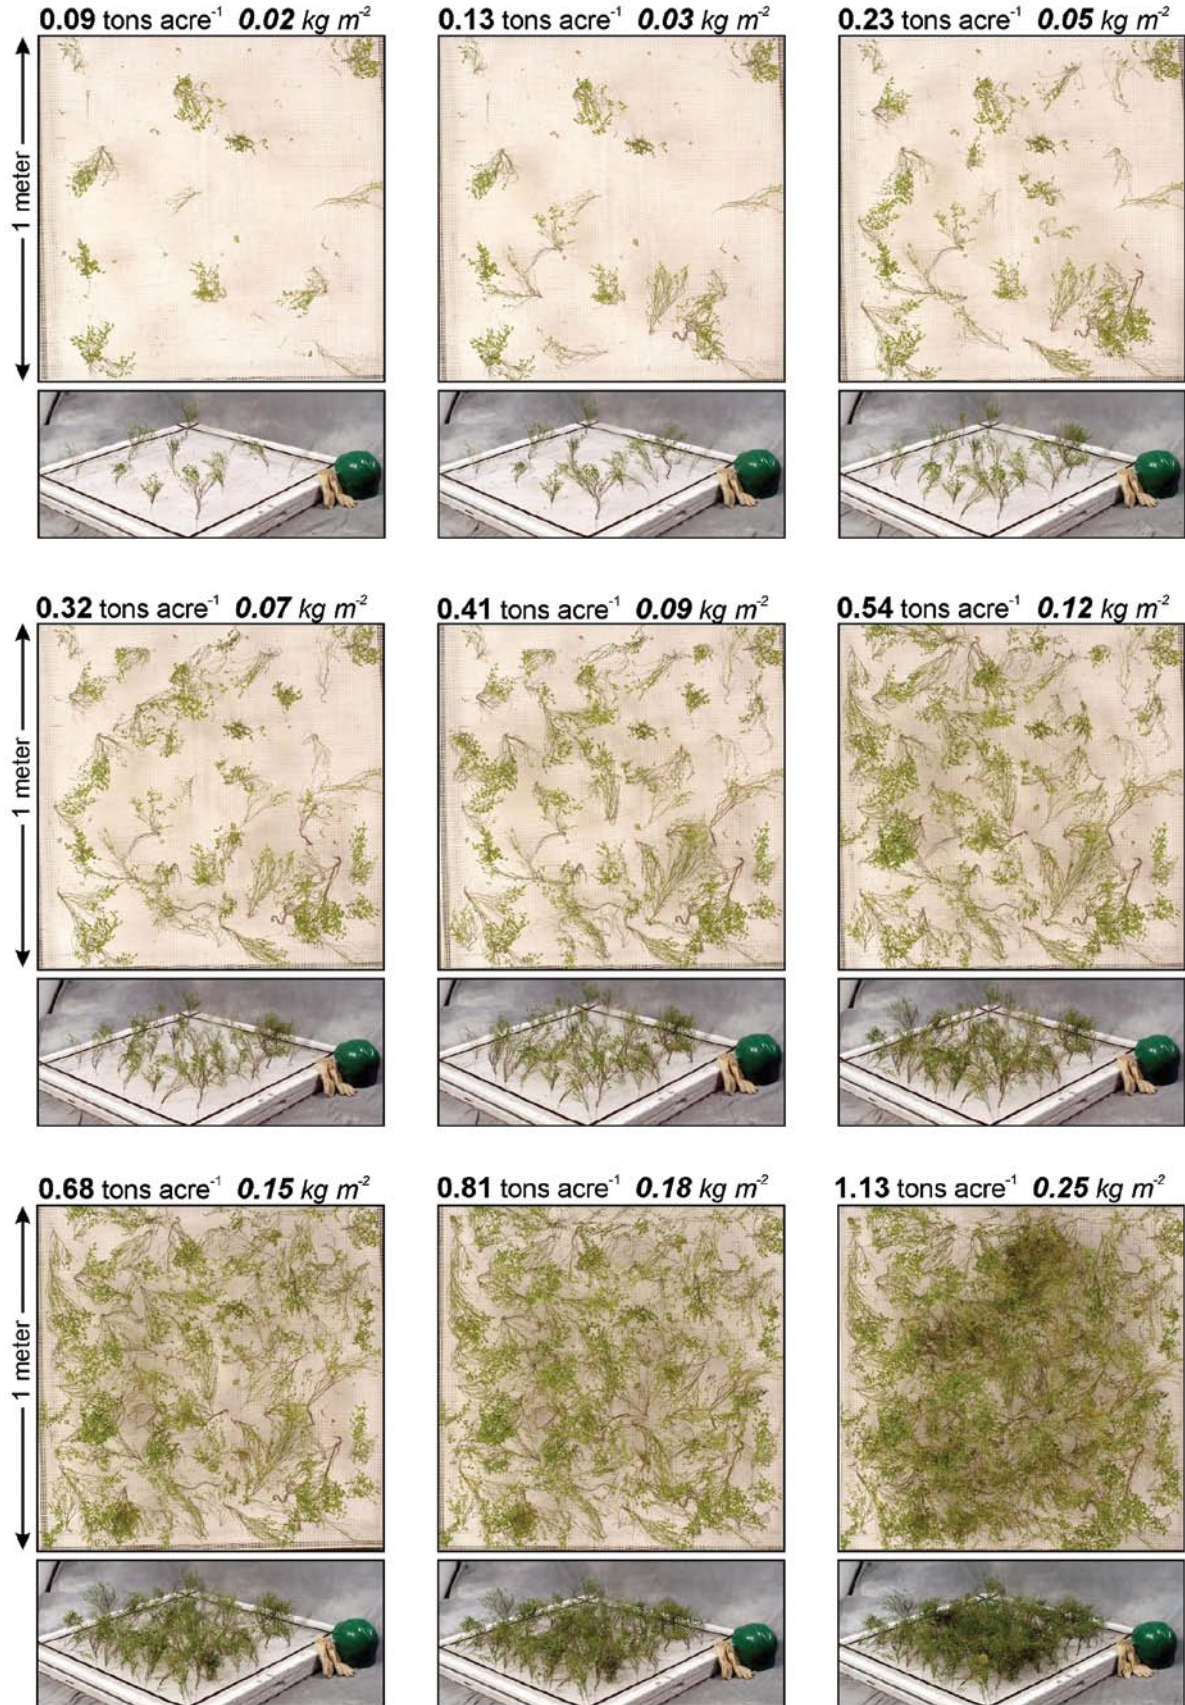 0.09 tons acre⁻¹ 0.02 kg m⁻²
0.13 tons acre⁻¹ 0.03 kg m⁻²
0.23 tons acre⁻¹ 0.05 kg m⁻²
1 meter
0.32 tons acre⁻¹ 0.07 kg m⁻²
0.41 tons acre⁻¹ 0.09 kg m⁻²
0.54 tons acre⁻¹ 0.12 kg m⁻²
1 meter
0.68 tons acre⁻¹ 0.15 kg m⁻²
0.81 tons acre⁻¹ 0.18 kg m⁻²
1.13 tons acre⁻¹ 0.25 kg m⁻²
1 meter